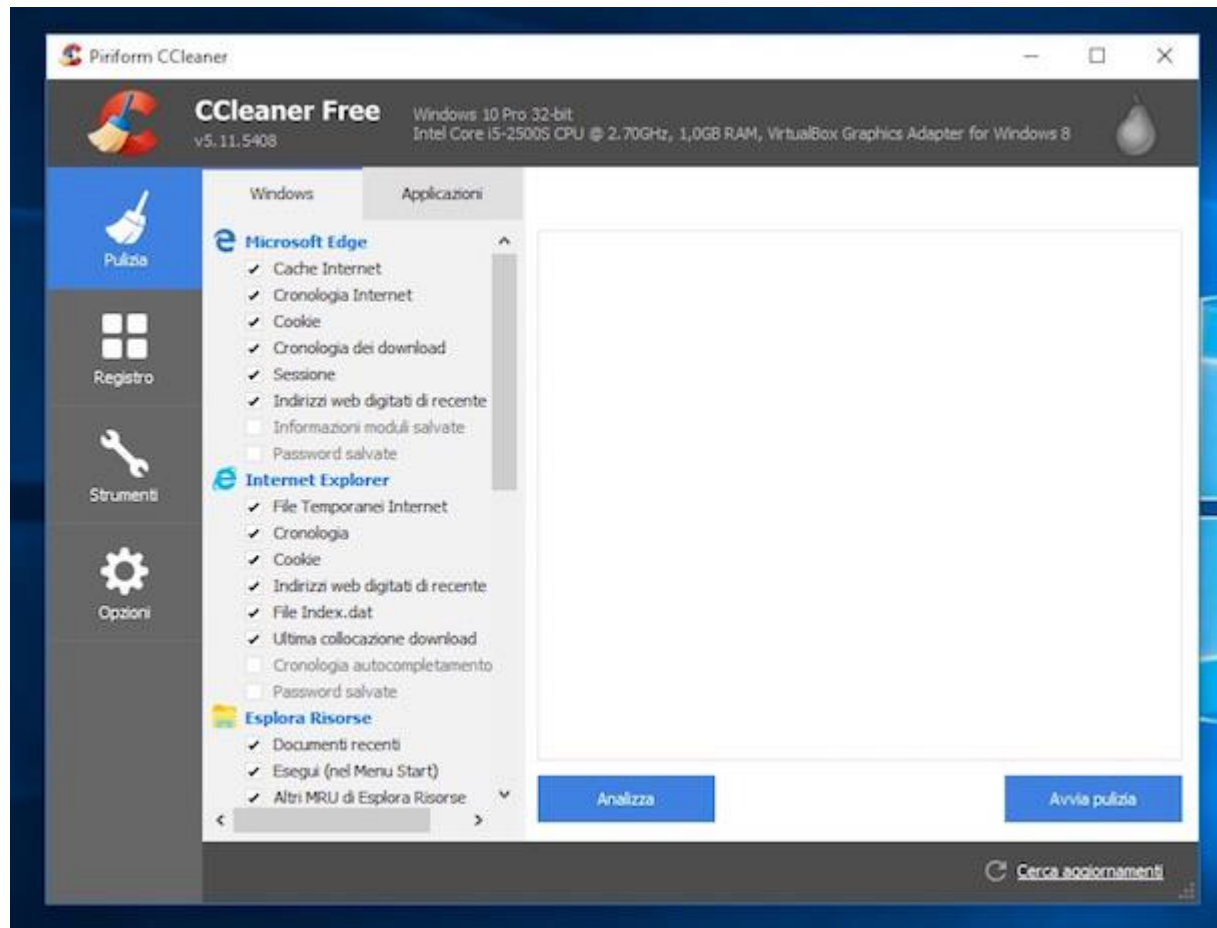 Piriform CCleaner
CCleaner Free
v5.11.5408
Windows 10 Pro 32-bit
Intel Core i5-2500S CPU @ 2.70GHz, 1,0GB RAM, VirtualBox Graphics Adapter for Windows 8
Pulizia
Registro
Strumenti
Opzioni
Windows
Applicazioni
Microsoft Edge
Cache Internet
Cronologia Internet
Cookie
Cronologia dei download
Sessione
Indirizzi web digitati di recente
Informazioni moduli salvate
Password salvate
Internet Explorer
File Temporanei Internet
Cronologia
Cookie
Indirizzi web digitati di recente
File Index.dat
Ultima collocazione download
Cronologia autocompletamento
Password salvate
Esplora Risorse
Documenti recenti
Esegui (nel Menu Start)
Altri MRU di Esplora Risorse
Analizza
Avvia pulizia
Cerca aggiornamenti